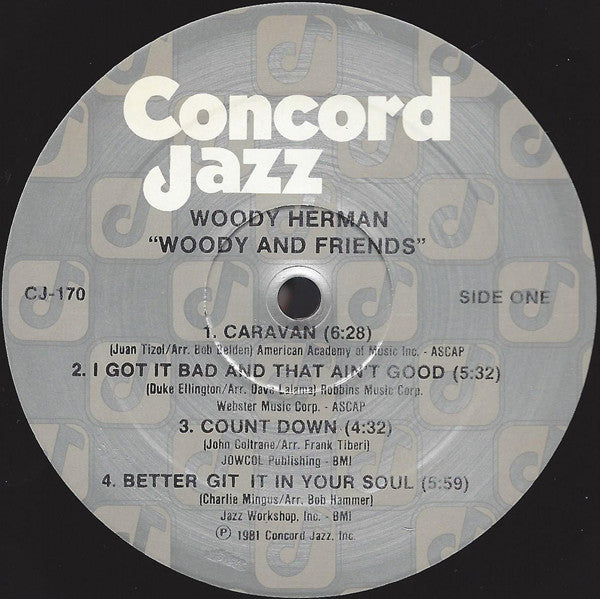 Concord
Jazz
WOODY HERMAN
“WOODY AND FRIENDS”
CJ-170
SIDE ONE
1. CARAVAN (6:28)
(Juan Tizol/Arr. Bob Belden) American Academy of Music Inc. - ASCAP
2. I GOT IT BAD AND THAT AIN'T GOOD (5:32)
(Duke Ellington/Arr. Dave Lalama) Robbins Music Corp.
Webster Music Corp. - ASCAP
3. COUNT DOWN (4:32)
(John Coltrane/Arr. Frank Tiberi)
JOWCOL Publishing - BMI
4. BETTER GIT IT IN YOUR SOUL (5:59)
(Charlie Mingus/Arr. Bob Hammer)
Jazz Workshop, Inc. - BMI
℗ 1981 Concord Jazz, Inc.